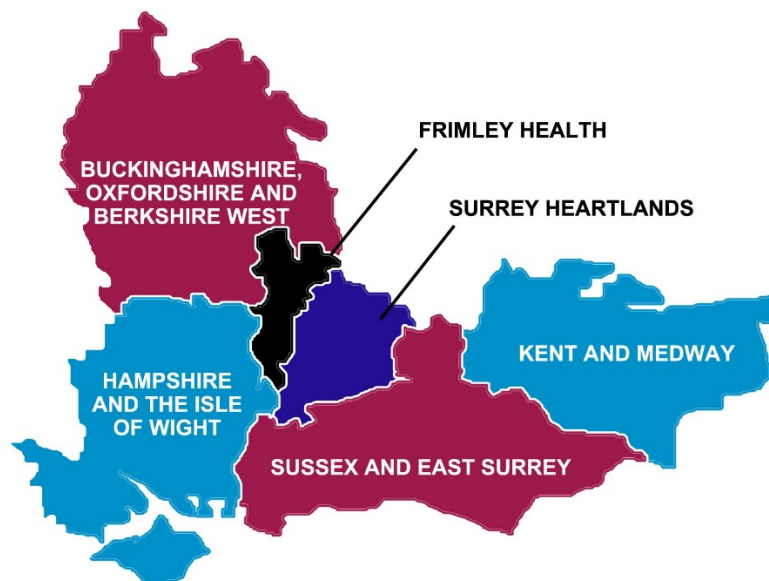 FRIMLEY HEALTH
BUCKINGHAMSHIRE,
OXFORDSHIRE AND
BERKSHIRE WEST
SURREY HEARTLANDS
KENT AND MEDWAY
HAMPSHIRE
AND THE ISLE
OF WIGHT
SUSSEX AND EAST SURREY